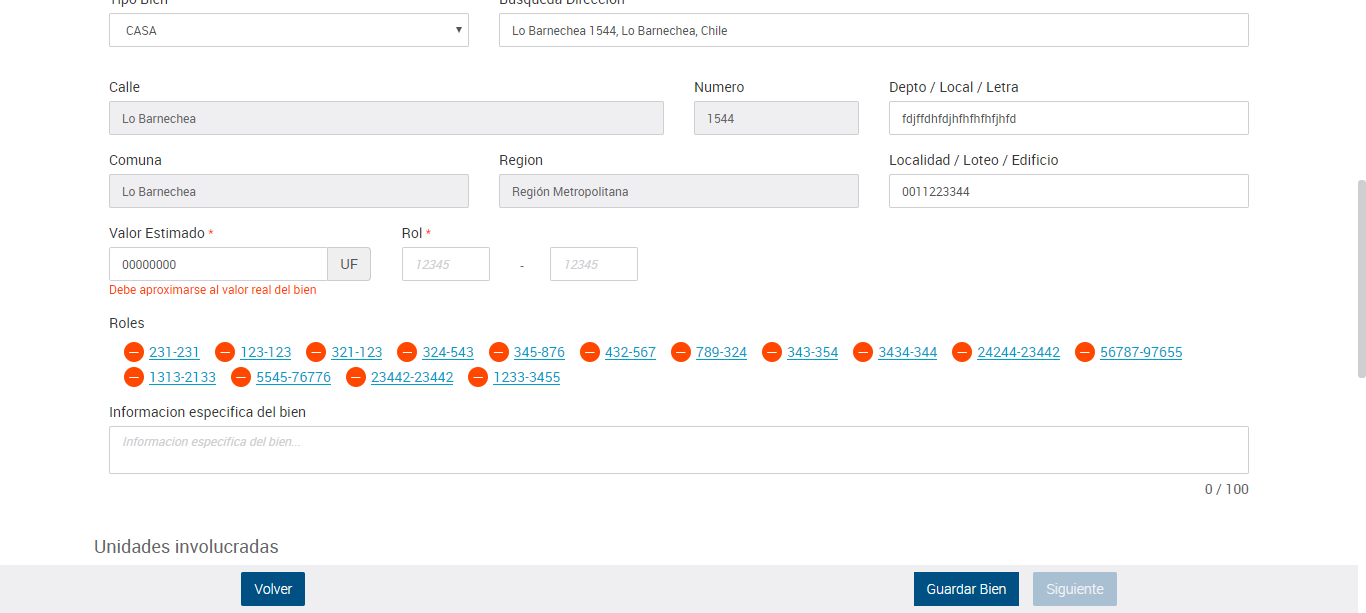 Tipo Bien
Busqueda Direccion
CASA
Lo Barnechea 1544, Lo Barnechea, Chile
Calle
Numero
Depto / Local / Letra
Lo Barnechea
1544
fdjffdhfdjhfhfhfhfjhfd
Comuna
Region
Localidad / Loteo / Edificio
Lo Barnechea
Región Metropolitana
0011223344
Valor Estimado *
Rol *
00000000
UF
12345
-
12345
Debe aproximarse al valor real del bien
Roles
231-231 123-123 321-123 324-543 345-876 432-567 789-324 343-354 3434-344 24244-23442 56787-97655
1313-2133 5545-76776 23442-23442 1233-3455
Informacion especifica del bien
Informacion especifica del bien...
0 / 100
Unidades involucradas
Volver
Guardar Bien
Siguiente